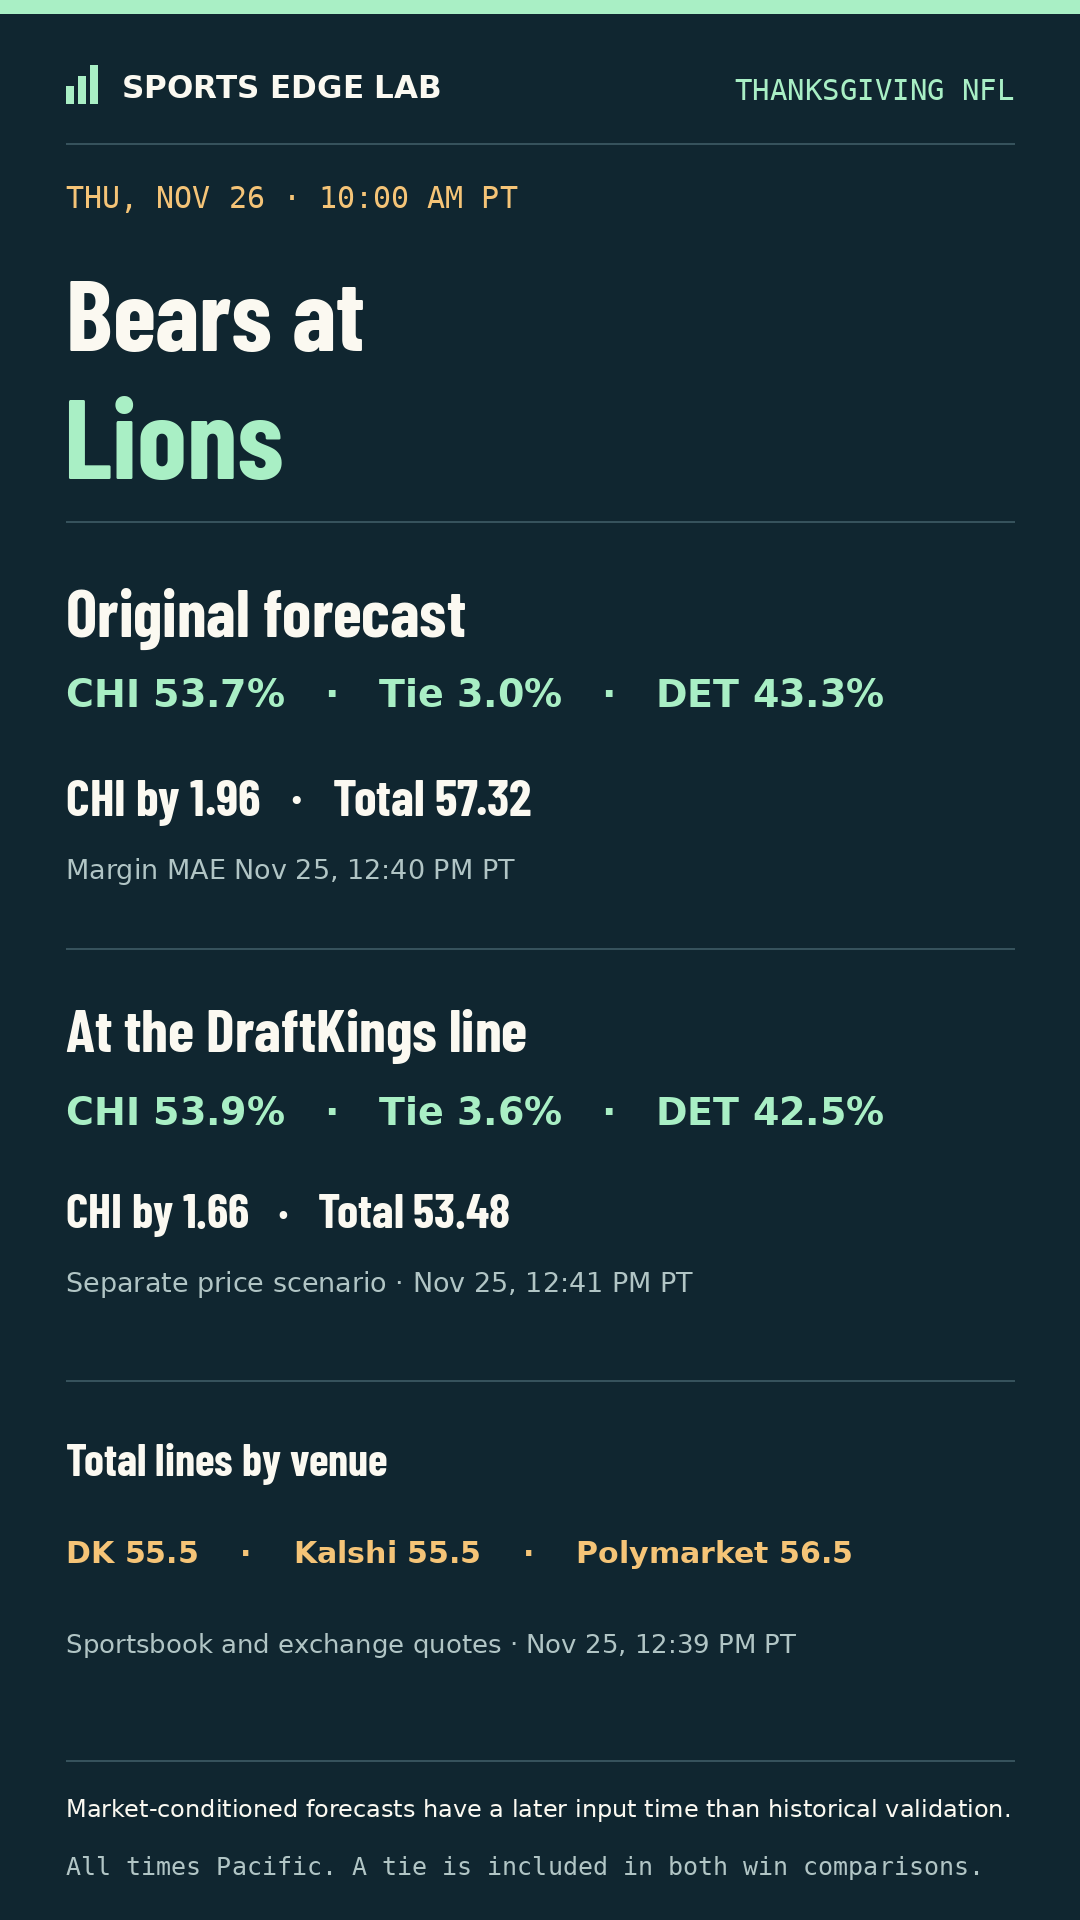 SPORTS EDGE LAB
THANKSGIVING NFL
THU, NOV 26 · 10:00 AM PT
Bears at
Lions
Original forecast
CHI 53.7% · Tie 3.0% · DET 43.3%
CHI by 1.96 · Total 57.32
Margin MAE Nov 25, 12:40 PM PT
At the DraftKings line
CHI 53.9% · Tie 3.6% · DET 42.5%
CHI by 1.66 · Total 53.48
Separate price scenario · Nov 25, 12:41 PM PT
Total lines by venue
DK 55.5 · Kalshi 55.5 · Polymarket 56.5
Sportsbook and exchange quotes · Nov 25, 12:39 PM PT
Market-conditioned forecasts have a later input time than historical validation.
All times Pacific. A tie is included in both win comparisons.